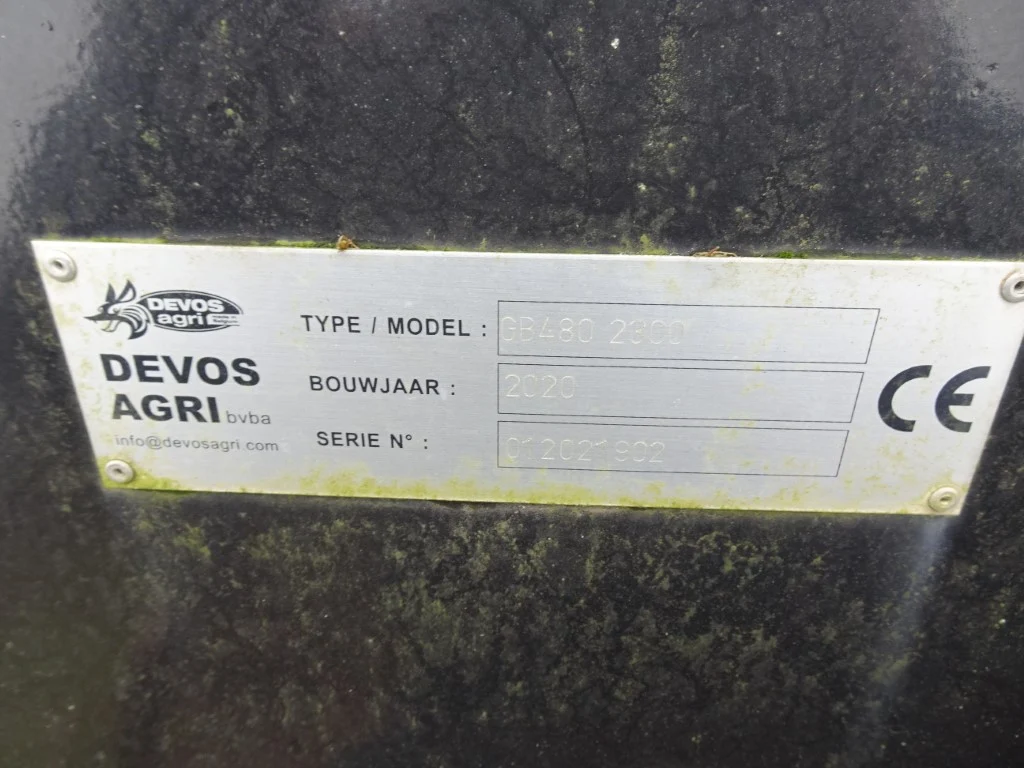 DEVOS
agri
DEVOS
AGRI bvba
info@devosagri.com
TYPE / MODEL : GB480 2300
BOUWJAAR : 2020
SERIE N° : 012021902
CE